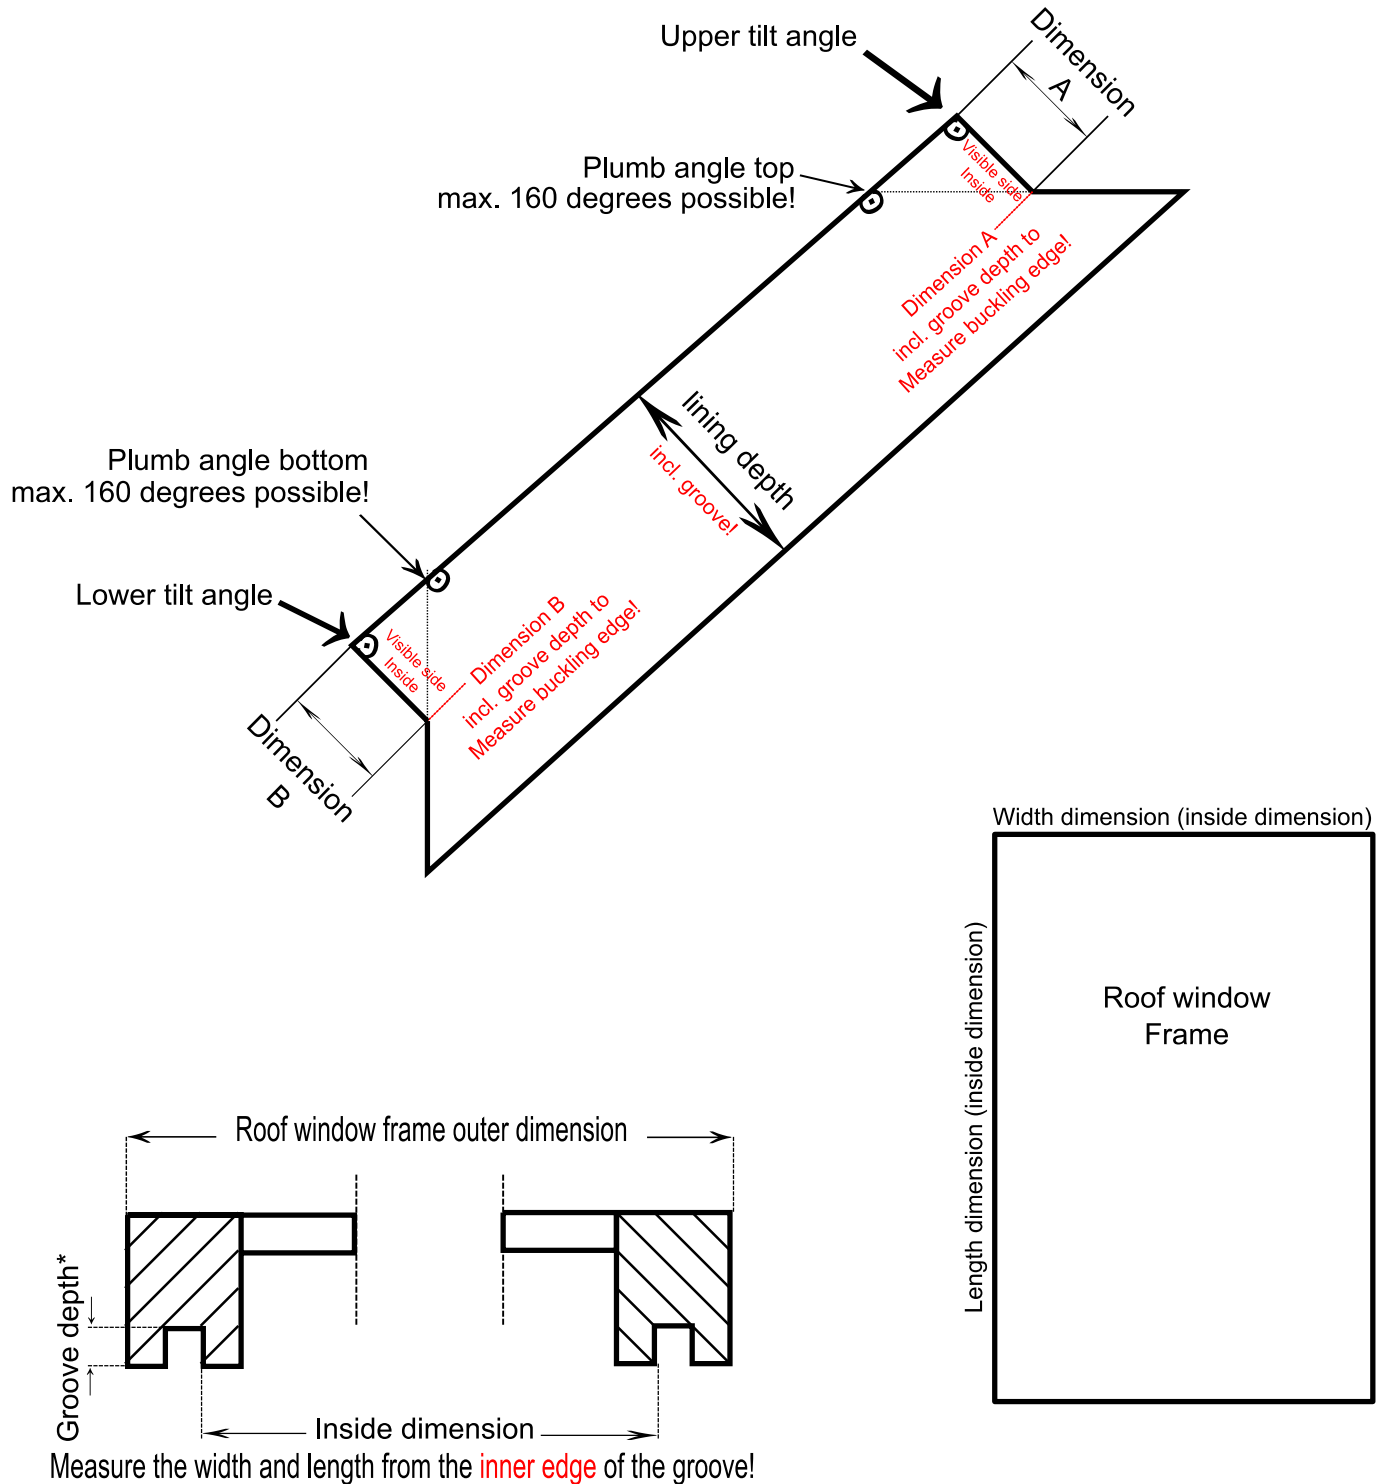 Upper tilt angle
Dimension
A
Visible side
Inside
Plumb angle top
max. 160 degrees possible!
Dimension A
incl. groove depth to
Measure buckling edge!
lining depth
incl. groove!
Plumb angle bottom
max. 160 degrees possible!
Lower tilt angle
Visible side
Inside
Dimension B
incl. groove depth to
Measure buckling edge!
Dimension
B
Width dimension (inside dimension)
Length dimension (inside dimension)
Roof window
Frame
Roof window frame outer dimension
Groove depth*
Inside dimension
Measure the width and length from the inner edge of the groove!